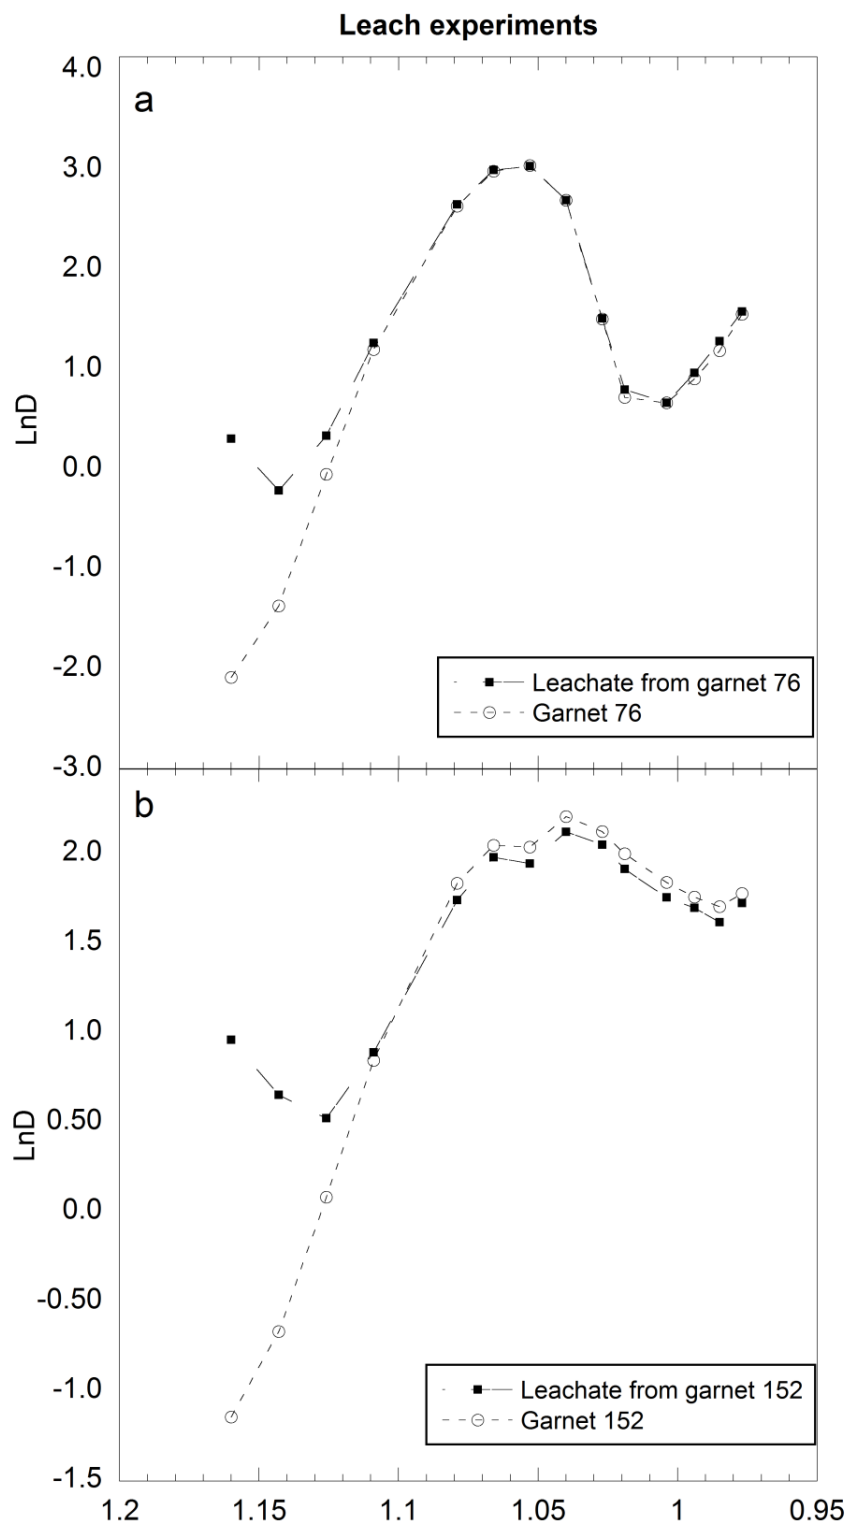 Leach experiments
a
4.0
3.0
2.0
1.0
0.0
-1.0
-2.0
-3.0
LnD
Leachate from garnet 76
Garnet 76
b
2.0
1.5
1.0
0.50
0.0
-0.50
-1.0
-1.5
LnD
Leachate from garnet 152
Garnet 152
1.2 1.15 1.1 1.05 1 0.95